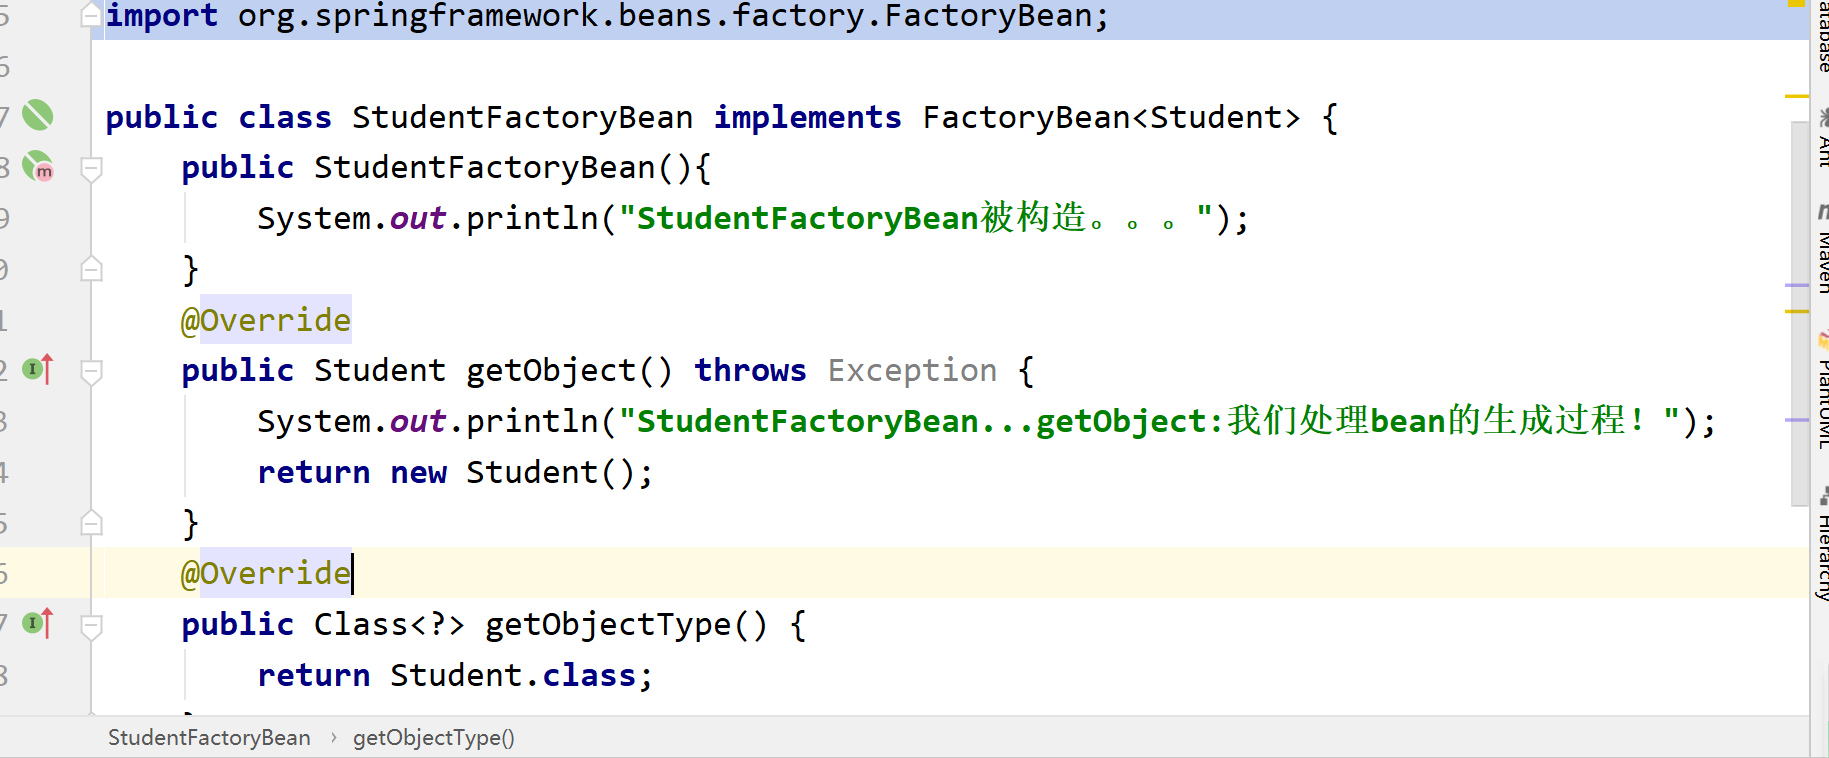 5 import org.springframework.beans.factory.FactoryBean;
6
7 public class StudentFactoryBean implements FactoryBean<Student> {
8 public StudentFactoryBean(){
9 System.out.println("StudentFactoryBean被构造。。。");
0 }
1 @Override
2 public Student getObject() throws Exception {
3 System.out.println("StudentFactoryBean...getObject:我们处理bean的生成过程！");
4 return new Student();
5 }
6 @Override
7 public Class<?> getObjectType() {
8 return Student.class;
StudentFactoryBean › getObjectType()
atabase
Ant
Maven
PlantUML
Hierarchy